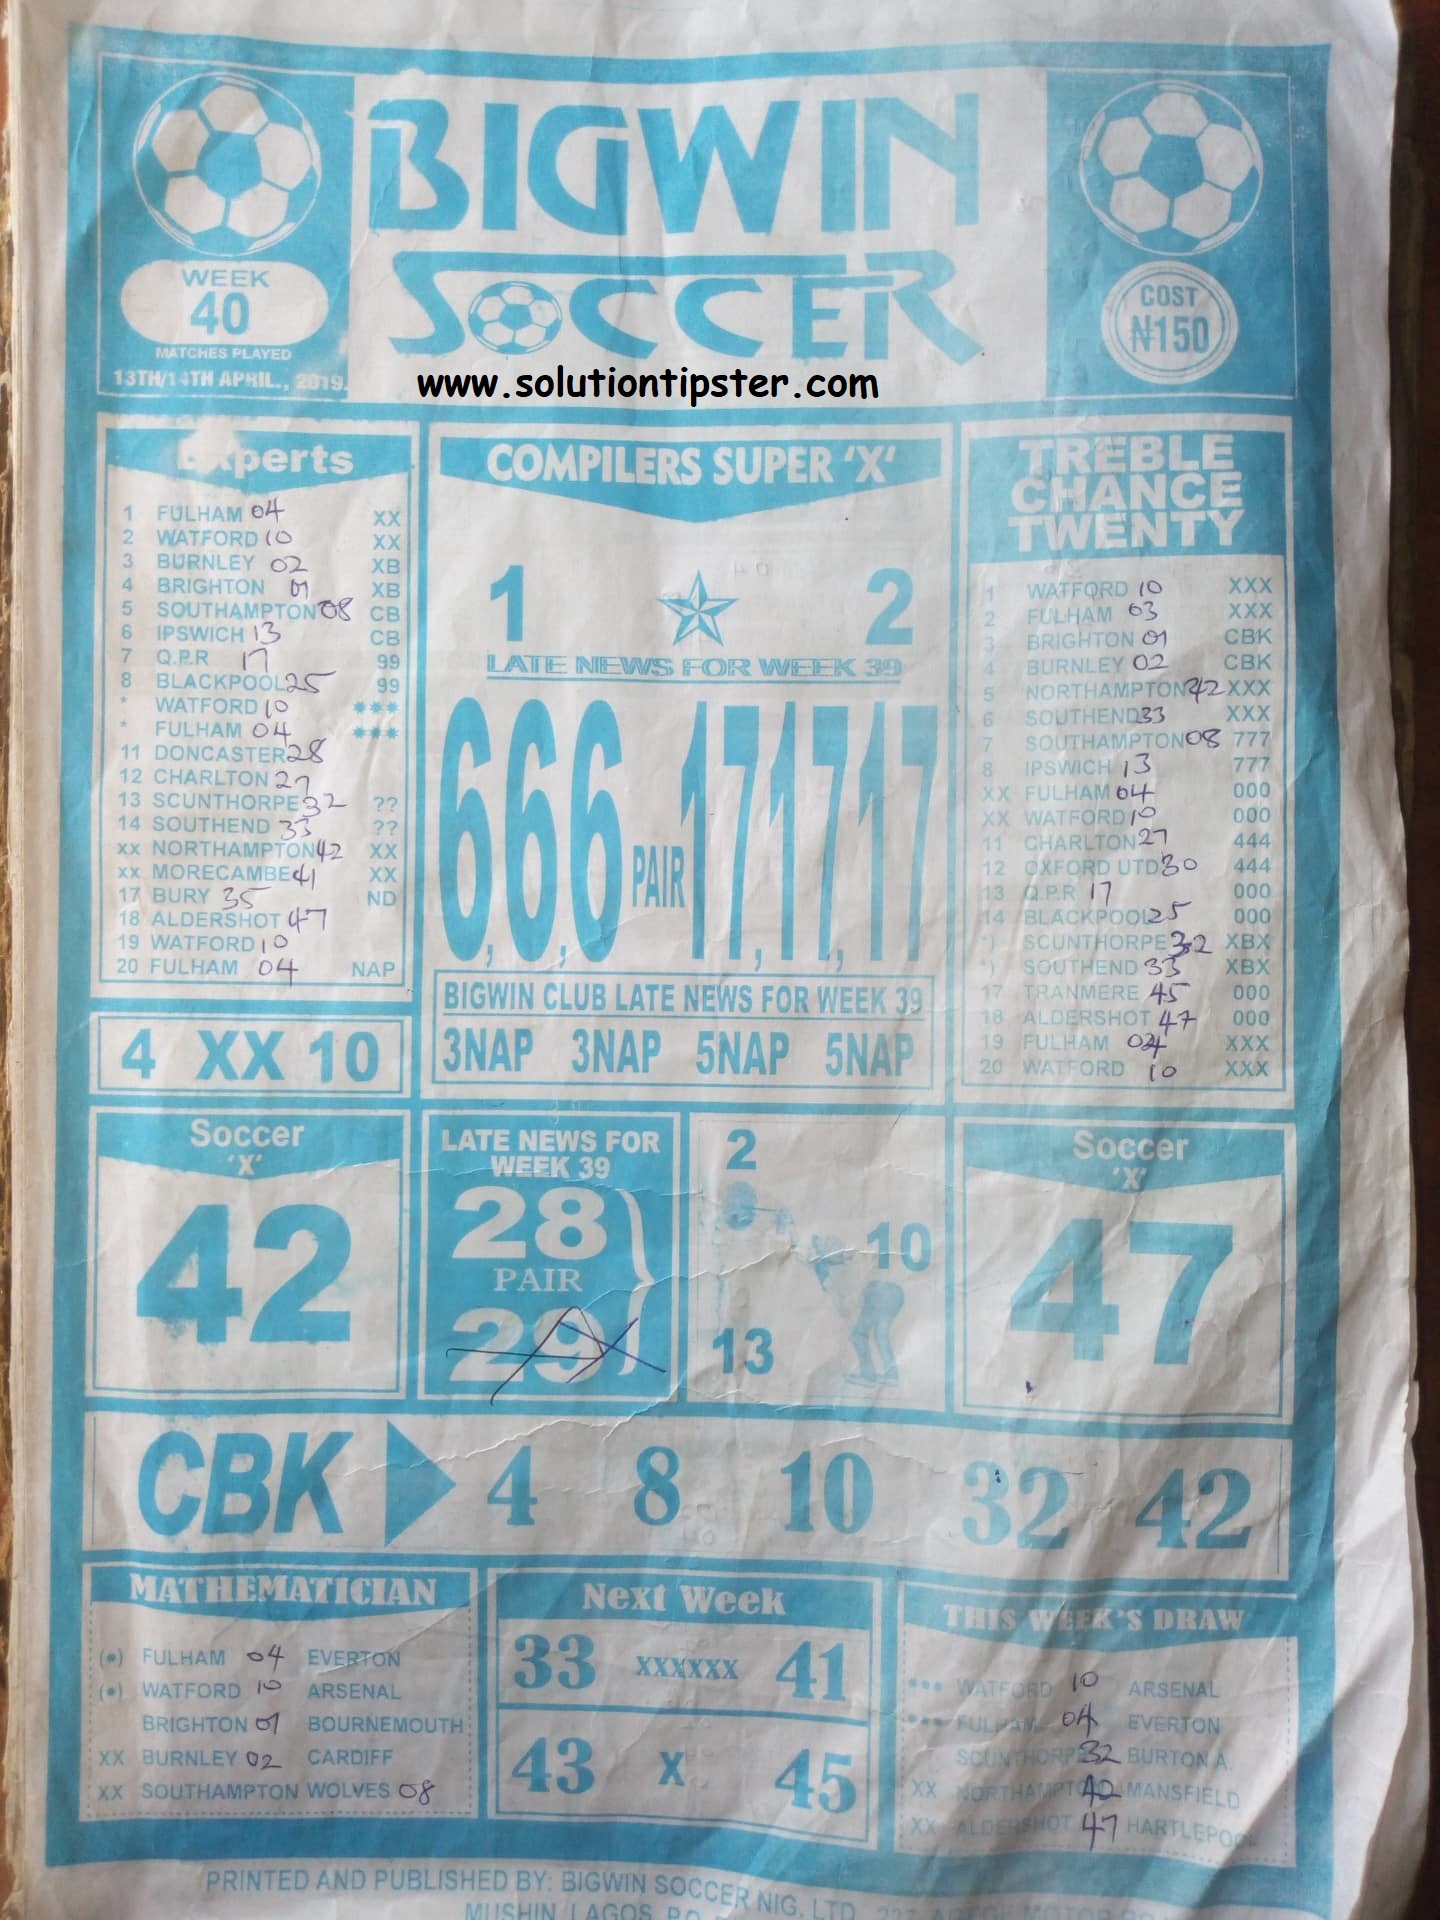 BIGWIN
SOCCER
WEEK
40
MATCHES PLAYED
13TH/14TH APRIL., 2019.
COST
₦150
www.solutiontipster.com
Experts
1 FULHAM 04 XX
2 WATFORD 10 XX
3 BURNLEY 02 XB
4 BRIGHTON 01 XB
5 SOUTHAMPTON 08 CB
6 IPSWICH 13 CB
7 Q.P.R 17 99
8 BLACKPOOL 25 99
* WATFORD 10 ***
* FULHAM 04 ***
11 DONCASTER 28
12 CHARLTON 27
13 SCUNTHORPE 32 ??
14 SOUTHEND 33 ??
xx NORTHAMPTON 42 XX
xx MORECAMBE 41 XX
17 BURY 35 ND
18 ALDERSHOT 47
19 WATFORD 10
20 FULHAM 04 NAP
4 XX 10
COMPILERS SUPER 'X'
1 2
LATE NEWS FOR WEEK 39
6,6,6 PAIR 17,17,17
BIGWIN CLUB LATE NEWS FOR WEEK 39
3NAP 3NAP 5NAP 5NAP
TREBLE
CHANCE
TWENTY
1 WATFORD 10 XXX
2 FULHAM 03 XXX
3 BRIGHTON 01 CBK
4 BURNLEY 02 CBK
5 NORTHAMPTON 42 XXX
6 SOUTHEND 33 XXX
7 SOUTHAMPTON 08 777
8 IPSWICH 13 777
XX FULHAM 04 000
XX WATFORD 10 000
11 CHARLTON 27 444
12 OXFORD UTD 30 444
13 Q.P.R 17 000
14 BLACKPOOL 25 000
*) SCUNTHORPE 32 XBX
*) SOUTHEND 33 XBX
17 TRANMERE 45 000
18 ALDERSHOT 47 000
19 FULHAM 04 XXX
20 WATFORD 10 XXX
Soccer
'X'
42
LATE NEWS FOR
WEEK 39
28
PAIR
29
2
10
13
Soccer
'X'
47
CBK 4 8 10 32 42
MATHEMATICIAN
(•) FULHAM 04 EVERTON
(•) WATFORD 10 ARSENAL
BRIGHTON 01 BOURNEMOUTH
XX BURNLEY 02 CARDIFF
XX SOUTHAMPTON WOLVES 08
Next Week
33 XXXXXX 41
43 X 45
THIS WEEK'S DRAW
••• WATFORD 10 ARSENAL
••• FULHAM 04 EVERTON
SCUNTHORPE 32 BURTON A.
XX NORTHAMPTON 42 MANSFIELD
XX ALDERSHOT 47 HARTLEPOOL
PRINTED AND PUBLISHED BY: BIGWIN SOCCER NIG, LTD
MUSHIN, LAGOS